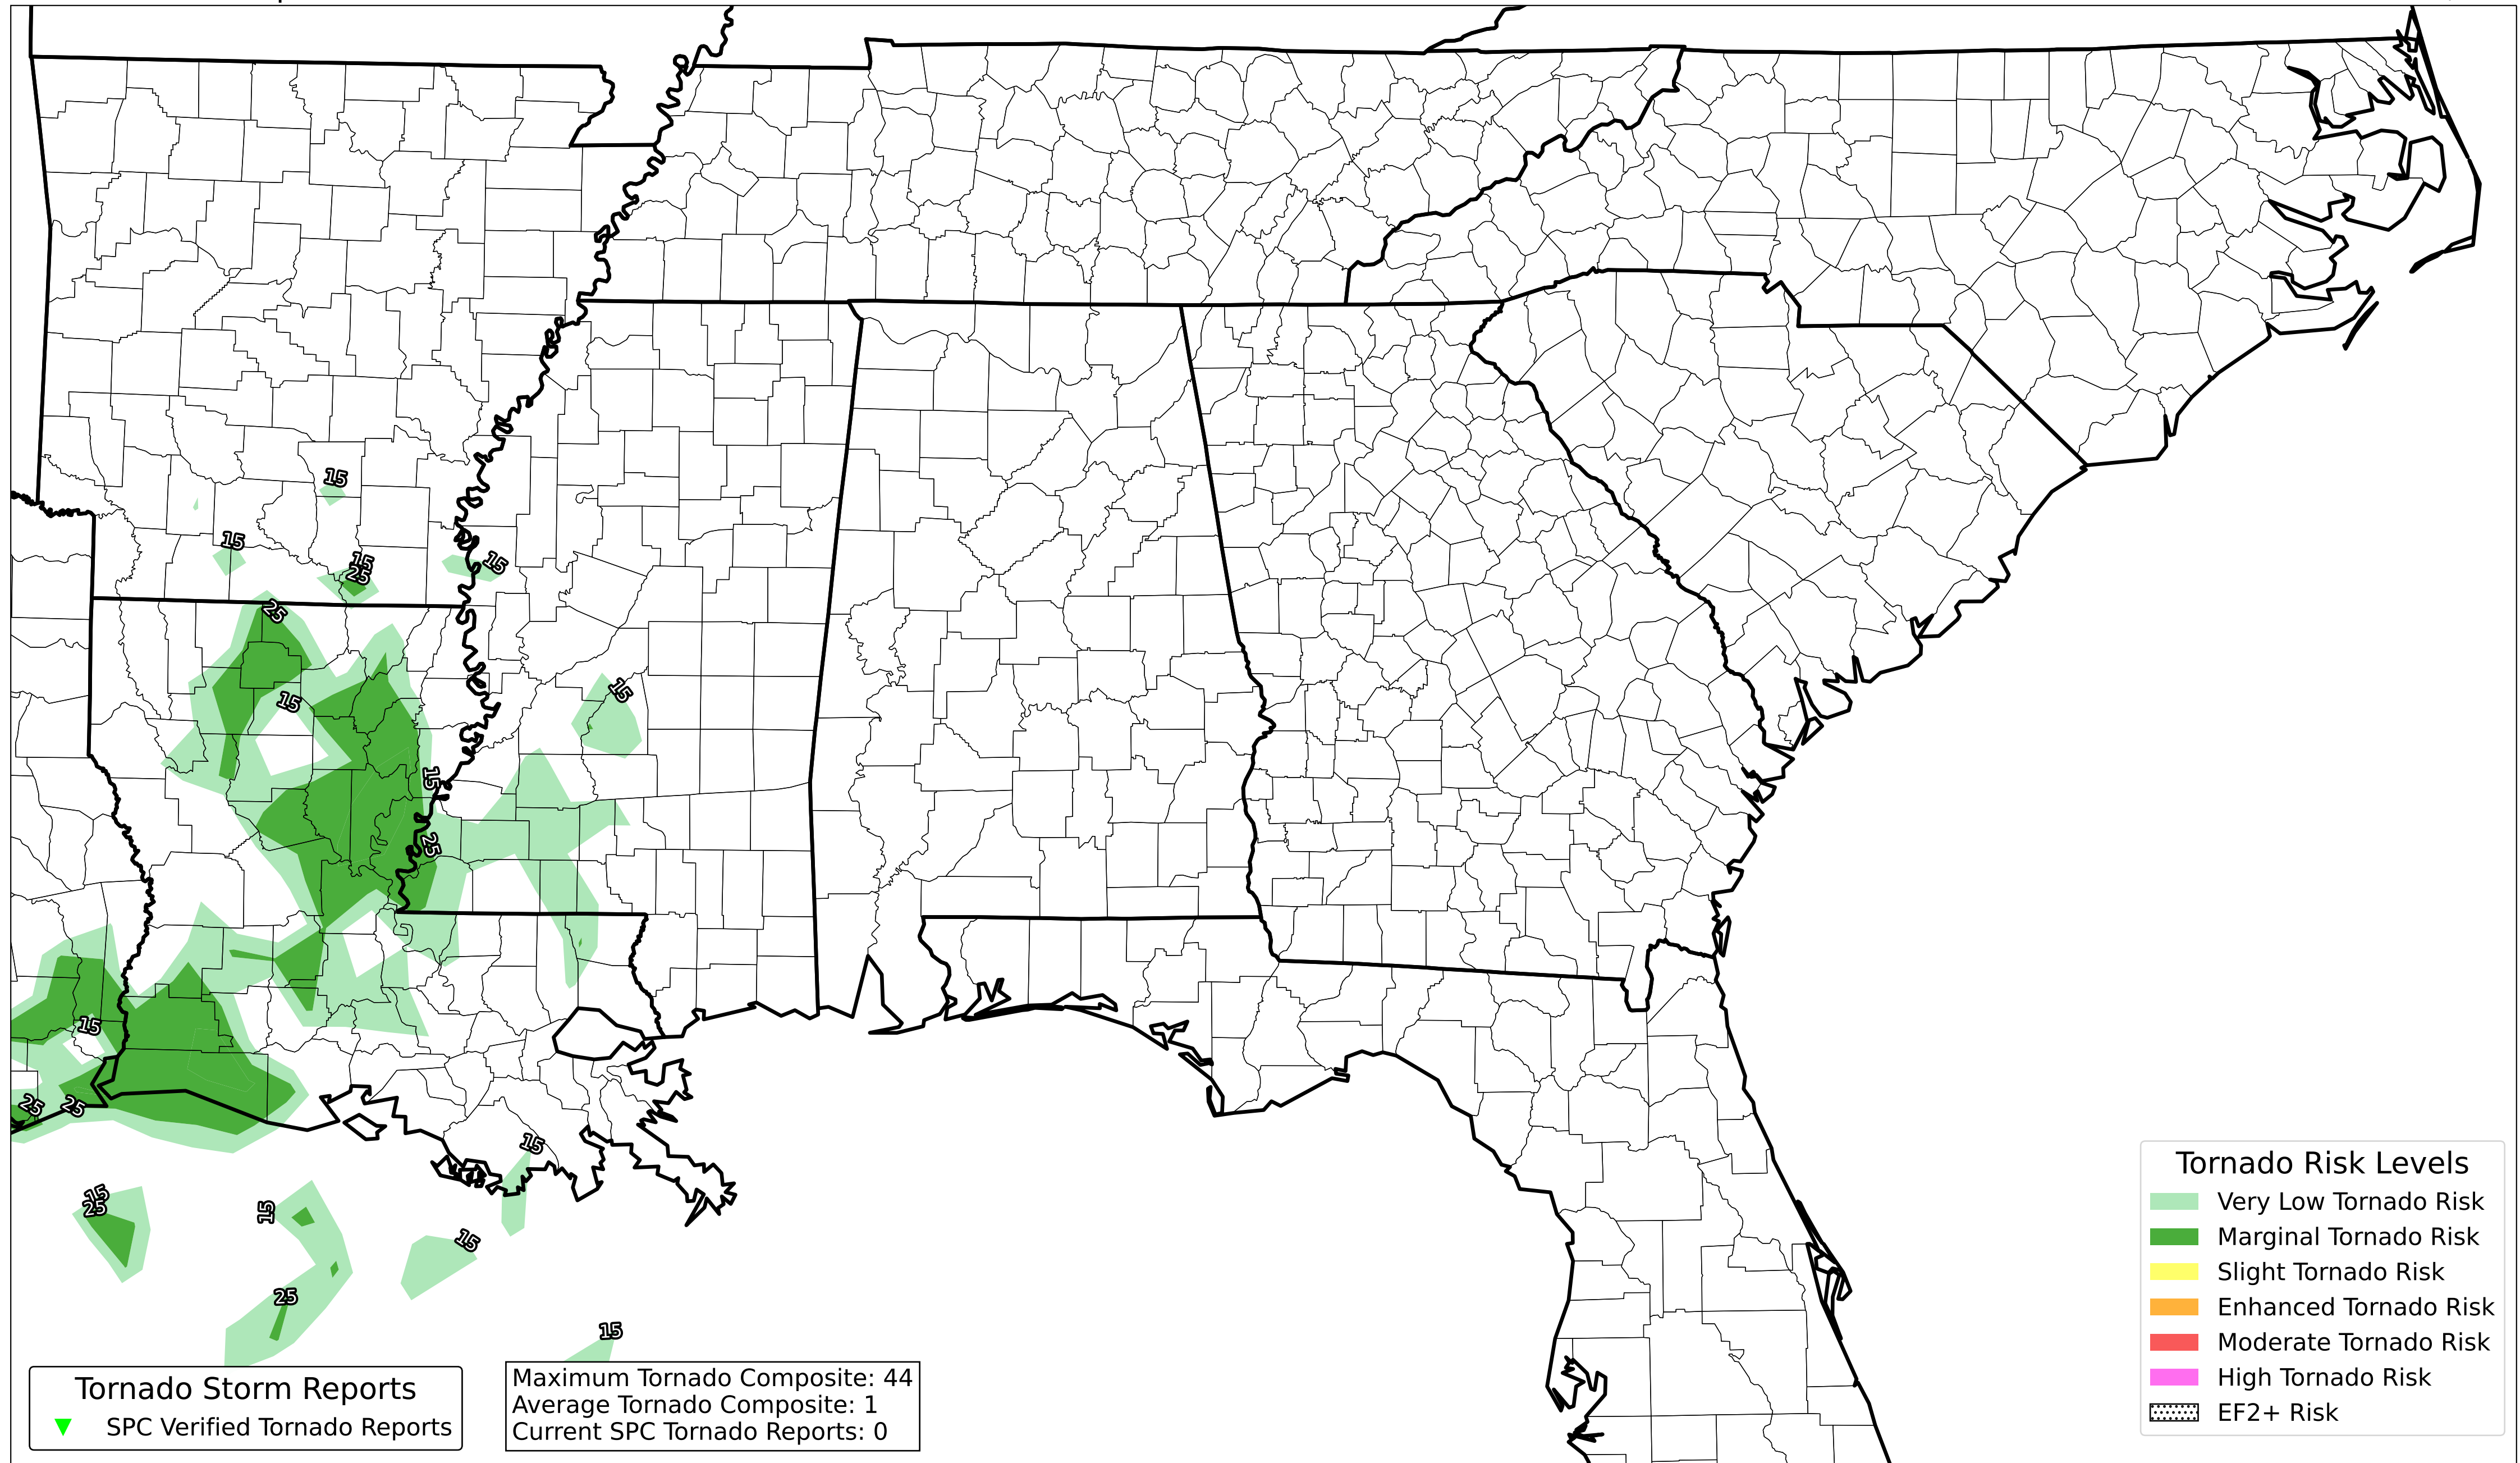 15
15
15
25
15
25
15
15
15
25
15
25
25
15
15
25
15
15
25
15
Tornado Risk Levels
Very Low Tornado Risk
Marginal Tornado Risk
Slight Tornado Risk
Enhanced Tornado Risk
Moderate Tornado Risk
High Tornado Risk
EF2+ Risk
Tornado Storm Reports
SPC Verified Tornado Reports
Maximum Tornado Composite: 44
Average Tornado Composite: 1
Current SPC Tornado Reports: 0